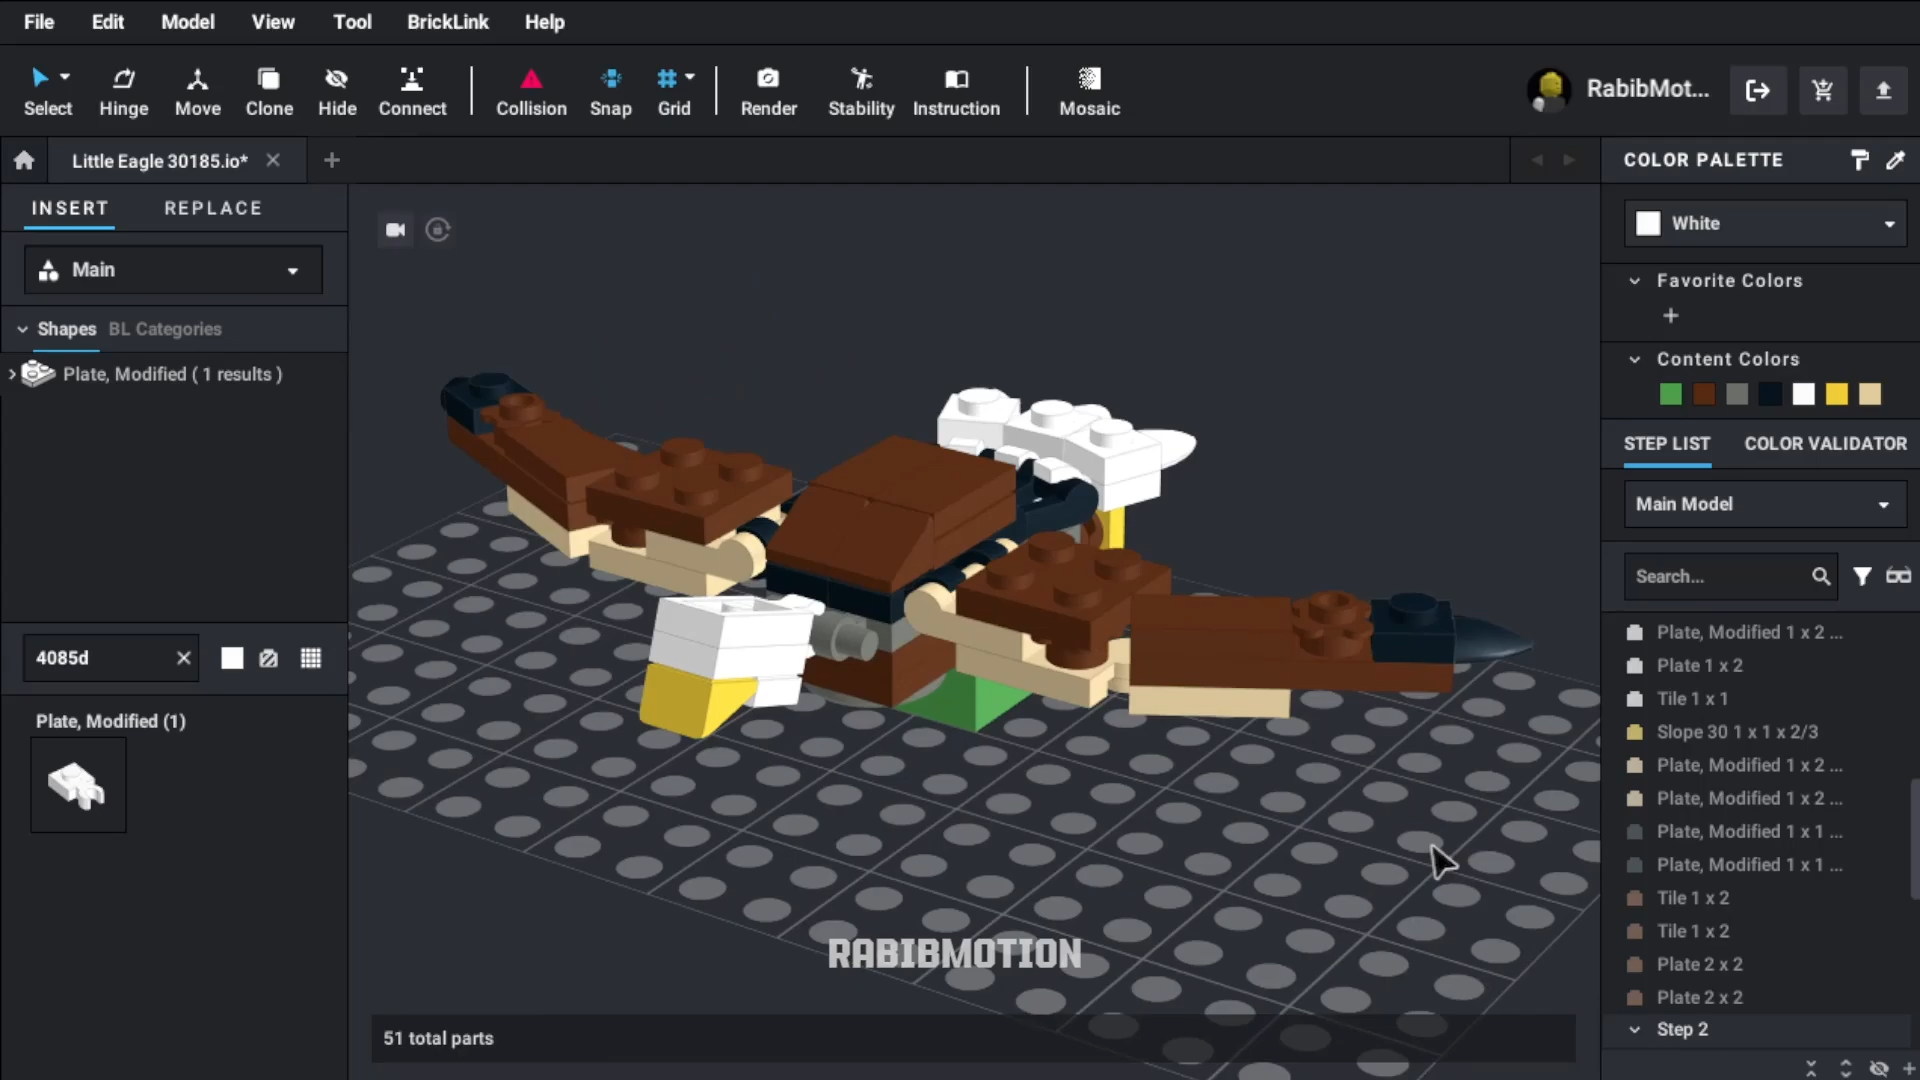 File Edit Model View Tool BrickLink Help
Select Hinge Move Clone Hide Connect Collision Snap Grid Render Stability Instruction Mosaic
RabibMot...
Little Eagle 30185.io*
COLOR PALETTE
INSERT REPLACE
Main
Shapes BL Categories
Plate, Modified ( 1 results )
4085d
Plate, Modified (1)
RABIBMOTION
51 total parts
White
Favorite Colors
Content Colors
STEP LIST COLOR VALIDATOR
Main Model
Search...
Plate, Modified 1 x 2 ...
Plate 1 x 2
Tile 1 x 1
Slope 30 1 x 1 x 2/3
Plate, Modified 1 x 2 ...
Plate, Modified 1 x 2 ...
Plate, Modified 1 x 1 ...
Plate, Modified 1 x 1 ...
Tile 1 x 2
Tile 1 x 2
Plate 2 x 2
Plate 2 x 2
Step 2